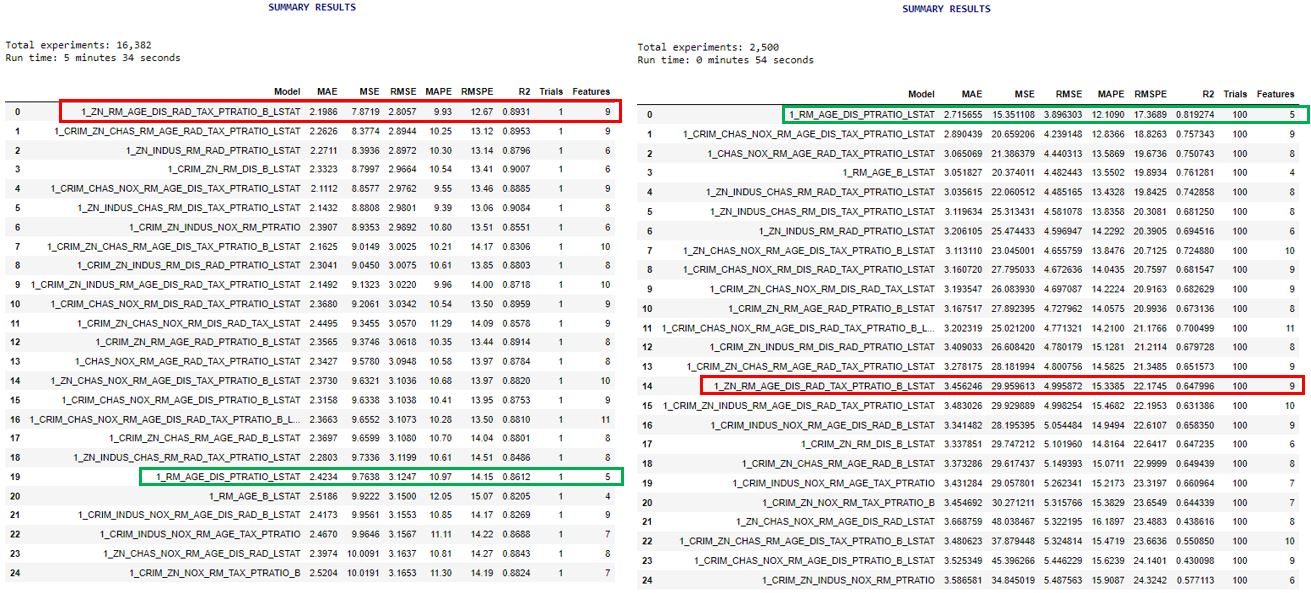 SUMMARY RESULTS
Total experiments: 16,382
Run time: 5 minutes 34 seconds
Model MAE MSE RMSE MAPE RMSPE R2 Trials Features
0 1_ZN_RM_AGE_DIS_RAD_TAX_PTRATIO_B_LSTAT 2.1986 7.8719 2.8057 9.93 12.67 0.8931 1 9
1 1_CRIM_ZN_CHAS_RM_AGE_RAD_TAX_PTRATIO_LSTAT 2.2626 8.3774 2.8944 10.25 13.12 0.8953 1 9
2 1_ZN_INDUS_RM_RAD_PTRATIO_LSTAT 2.2711 8.3936 2.8972 10.30 13.14 0.8796 1 6
3 1_CRIM_ZN_RM_DIS_B_LSTAT 2.3323 8.7997 2.9664 10.54 13.41 0.9007 1 6
4 1_CRIM_CHAS_NOX_RM_AGE_DIS_TAX_PTRATIO_LSTAT 2.1112 8.8577 2.9762 9.55 13.46 0.8885 1 9
5 1_ZN_INDUS_CHAS_RM_DIS_TAX_PTRATIO_LSTAT 2.1432 8.8808 2.9801 9.39 13.06 0.9084 1 8
6 1_CRIM_ZN_INDUS_NOX_RM_PTRATIO 2.3907 8.9353 2.9892 10.80 13.51 0.8551 1 6
7 1_CRIM_ZN_CHAS_RM_AGE_DIS_TAX_PTRATIO_B_LSTAT 2.1625 9.0149 3.0025 10.21 14.17 0.8306 1 10
8 1_CRIM_ZN_INDUS_RM_DIS_RAD_PTRATIO_LSTAT 2.3041 9.0450 3.0075 10.61 13.85 0.8803 1 8
9 1_CRIM_ZN_INDUS_RM_AGE_DIS_RAD_TAX_PTRATIO_LSTAT 2.1492 9.1323 3.0220 9.96 14.00 0.8718 1 10
10 1_CRIM_CHAS_NOX_RM_DIS_RAD_TAX_PTRATIO_LSTAT 2.3680 9.2061 3.0342 10.54 13.50 0.8959 1 9
11 1_CRIM_ZN_CHAS_NOX_RM_DIS_RAD_TAX_LSTAT 2.4495 9.3455 3.0570 11.29 14.09 0.8578 1 9
12 1_CRIM_ZN_RM_AGE_RAD_PTRATIO_B_LSTAT 2.3565 9.3746 3.0618 10.35 13.44 0.8914 1 8
13 1_CHAS_NOX_RM_AGE_RAD_TAX_PTRATIO_LSTAT 2.3427 9.5780 3.0948 10.58 13.97 0.8784 1 8
14 1_ZN_CHAS_NOX_RM_AGE_DIS_TAX_PTRATIO_B_LSTAT 2.3730 9.6321 3.1036 10.68 13.97 0.8820 1 10
15 1_CRIM_CHAS_NOX_RM_AGE_DIS_PTRATIO_B_LSTAT 2.3158 9.6338 3.1038 10.41 13.95 0.8753 1 9
16 1_CRIM_CHAS_NOX_RM_AGE_DIS_RAD_TAX_PTRATIO_B_L... 2.3663 9.6552 3.1073 10.28 13.50 0.8810 1 11
17 1_CRIM_ZN_CHAS_RM_AGE_RAD_B_LSTAT 2.3697 9.6599 3.1080 10.70 14.04 0.8801 1 8
18 1_ZN_INDUS_CHAS_RM_RAD_TAX_PTRATIO_LSTAT 2.2803 9.7336 3.1199 10.61 14.51 0.8486 1 8
19 1_RM_AGE_DIS_PTRATIO_LSTAT 2.4234 9.7638 3.1247 10.97 14.15 0.8612 1 5
20 1_RM_AGE_B_LSTAT 2.5186 9.9222 3.1500 12.05 15.07 0.8205 1 4
21 1_CRIM_INDUS_NOX_RM_AGE_DIS_RAD_B_LSTAT 2.4173 9.9561 3.1553 10.85 14.17 0.8269 1 9
22 1_CRIM_INDUS_NOX_RM_AGE_TAX_PTRATIO 2.4670 9.9646 3.1567 11.11 14.22 0.8688 1 7
23 1_ZN_CHAS_NOX_RM_AGE_DIS_RAD_LSTAT 2.3974 10.0091 3.1637 10.81 14.27 0.8843 1 8
24 1_CRIM_ZN_NOX_RM_TAX_PTRATIO_B 2.5204 10.0191 3.1653 11.30 14.19 0.8824 1 7
SUMMARY RESULTS
Total experiments: 2,500
Run time: 0 minutes 54 seconds
Model MAE MSE RMSE MAPE RMSPE R2 Trials Features
0 1_RM_AGE_DIS_PTRATIO_LSTAT 2.715655 15.351108 3.896303 12.1090 17.3689 0.819274 100 5
1 1_CRIM_CHAS_NOX_RM_AGE_DIS_TAX_PTRATIO_LSTAT 2.890439 20.659206 4.239148 12.8366 18.8263 0.757343 100 9
2 1_CHAS_NOX_RM_AGE_RAD_TAX_PTRATIO_LSTAT 3.065069 21.386379 4.440313 13.5869 19.6736 0.750743 100 8
3 1_RM_AGE_B_LSTAT 3.051827 20.374011 4.482443 13.5502 19.8934 0.761281 100 4
4 1_ZN_INDUS_CHAS_RM_RAD_TAX_PTRATIO_LSTAT 3.035615 22.060512 4.485165 13.4328 19.8425 0.742858 100 8
5 1_ZN_INDUS_CHAS_RM_DIS_TAX_PTRATIO_LSTAT 3.119634 25.313431 4.581078 13.8358 20.3081 0.681250 100 8
6 1_ZN_INDUS_RM_RAD_PTRATIO_LSTAT 3.206105 25.474433 4.596947 14.2292 20.3905 0.694516 100 6
7 1_ZN_CHAS_NOX_RM_AGE_DIS_TAX_PTRATIO_B_LSTAT 3.113110 23.045001 4.655759 13.8476 20.7125 0.724880 100 10
8 1_CRIM_CHAS_NOX_RM_DIS_RAD_TAX_PTRATIO_LSTAT 3.160720 27.795033 4.672636 14.0435 20.7597 0.681547 100 9
9 1_CRIM_ZN_CHAS_NOX_RM_DIS_RAD_TAX_LSTAT 3.193547 26.083930 4.697087 14.2224 20.9163 0.682629 100 9
10 1_CRIM_ZN_RM_AGE_RAD_PTRATIO_B_LSTAT 3.167517 27.892395 4.727962 14.0575 20.9936 0.673136 100 8
11 1_CRIM_CHAS_NOX_RM_AGE_DIS_RAD_TAX_PTRATIO_B_L... 3.202319 25.021200 4.771321 14.2100 21.1766 0.700499 100 11
12 1_CRIM_ZN_INDUS_RM_DIS_RAD_PTRATIO_LSTAT 3.409033 26.608420 4.780179 15.1281 21.2114 0.679728 100 8
13 1_CRIM_ZN_CHAS_RM_AGE_RAD_TAX_PTRATIO_LSTAT 3.278175 28.181994 4.800756 14.5825 21.3485 0.651573 100 9
14 1_ZN_RM_AGE_DIS_RAD_TAX_PTRATIO_B_LSTAT 3.456246 29.959613 4.995872 15.3385 22.1745 0.647996 100 9
15 1_CRIM_ZN_INDUS_RM_AGE_DIS_RAD_TAX_PTRATIO_LSTAT 3.483026 29.929889 4.998254 15.4682 22.1953 0.631386 100 10
16 1_CRIM_INDUS_NOX_RM_AGE_DIS_RAD_B_LSTAT 3.341482 28.195395 5.054484 14.9494 22.6107 0.658350 100 9
17 1_CRIM_ZN_RM_DIS_B_LSTAT 3.337851 29.747212 5.101960 14.8164 22.6417 0.647235 100 6
18 1_CRIM_ZN_CHAS_RM_AGE_RAD_B_LSTAT 3.373286 29.617437 5.149393 15.0711 22.9999 0.649439 100 8
19 1_CRIM_INDUS_NOX_RM_AGE_TAX_PTRATIO 3.431284 29.057801 5.262341 15.2173 23.3197 0.660964 100 7
20 1_CRIM_ZN_NOX_RM_TAX_PTRATIO_B 3.454692 30.271211 5.315766 15.3829 23.6549 0.644339 100 7
21 1_ZN_CHAS_NOX_RM_AGE_DIS_RAD_LSTAT 3.668759 48.038467 5.322195 16.1897 23.4883 0.438616 100 8
22 1_CRIM_ZN_CHAS_RM_AGE_DIS_TAX_PTRATIO_B_LSTAT 3.480623 37.879448 5.324814 15.4719 23.6636 0.550850 100 10
23 1_CRIM_CHAS_NOX_RM_AGE_DIS_PTRATIO_B_LSTAT 3.525349 45.396266 5.446229 15.6239 24.1401 0.430098 100 9
24 1_CRIM_ZN_INDUS_NOX_RM_PTRATIO 3.586581 34.845019 5.487563 15.9087 24.3242 0.577113 100 6